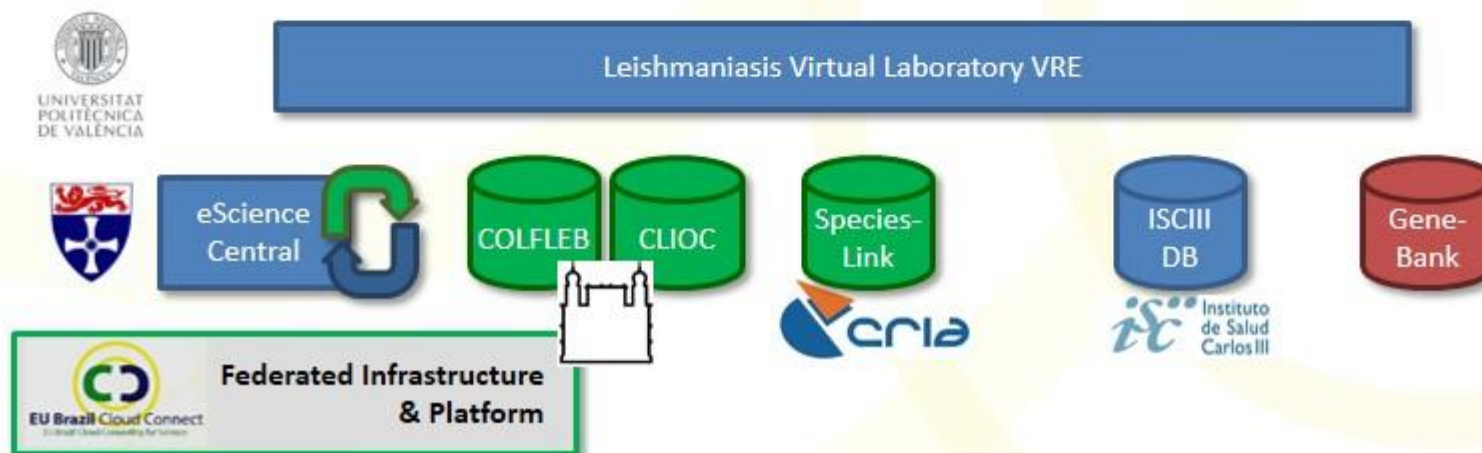 UNIVERSITAT
POLITÈCNICA
DE VALÈNCIA
Leishmaniasis Virtual Laboratory VRE
eScience
Central
COLFLEB
CLIOC
Species-
Link
ISCIII
DB
Gene-
Bank
cria
isc
Instituto
de Salud
Carlos III
EU Brazil Cloud Connect
Federated Infrastructure
& Platform